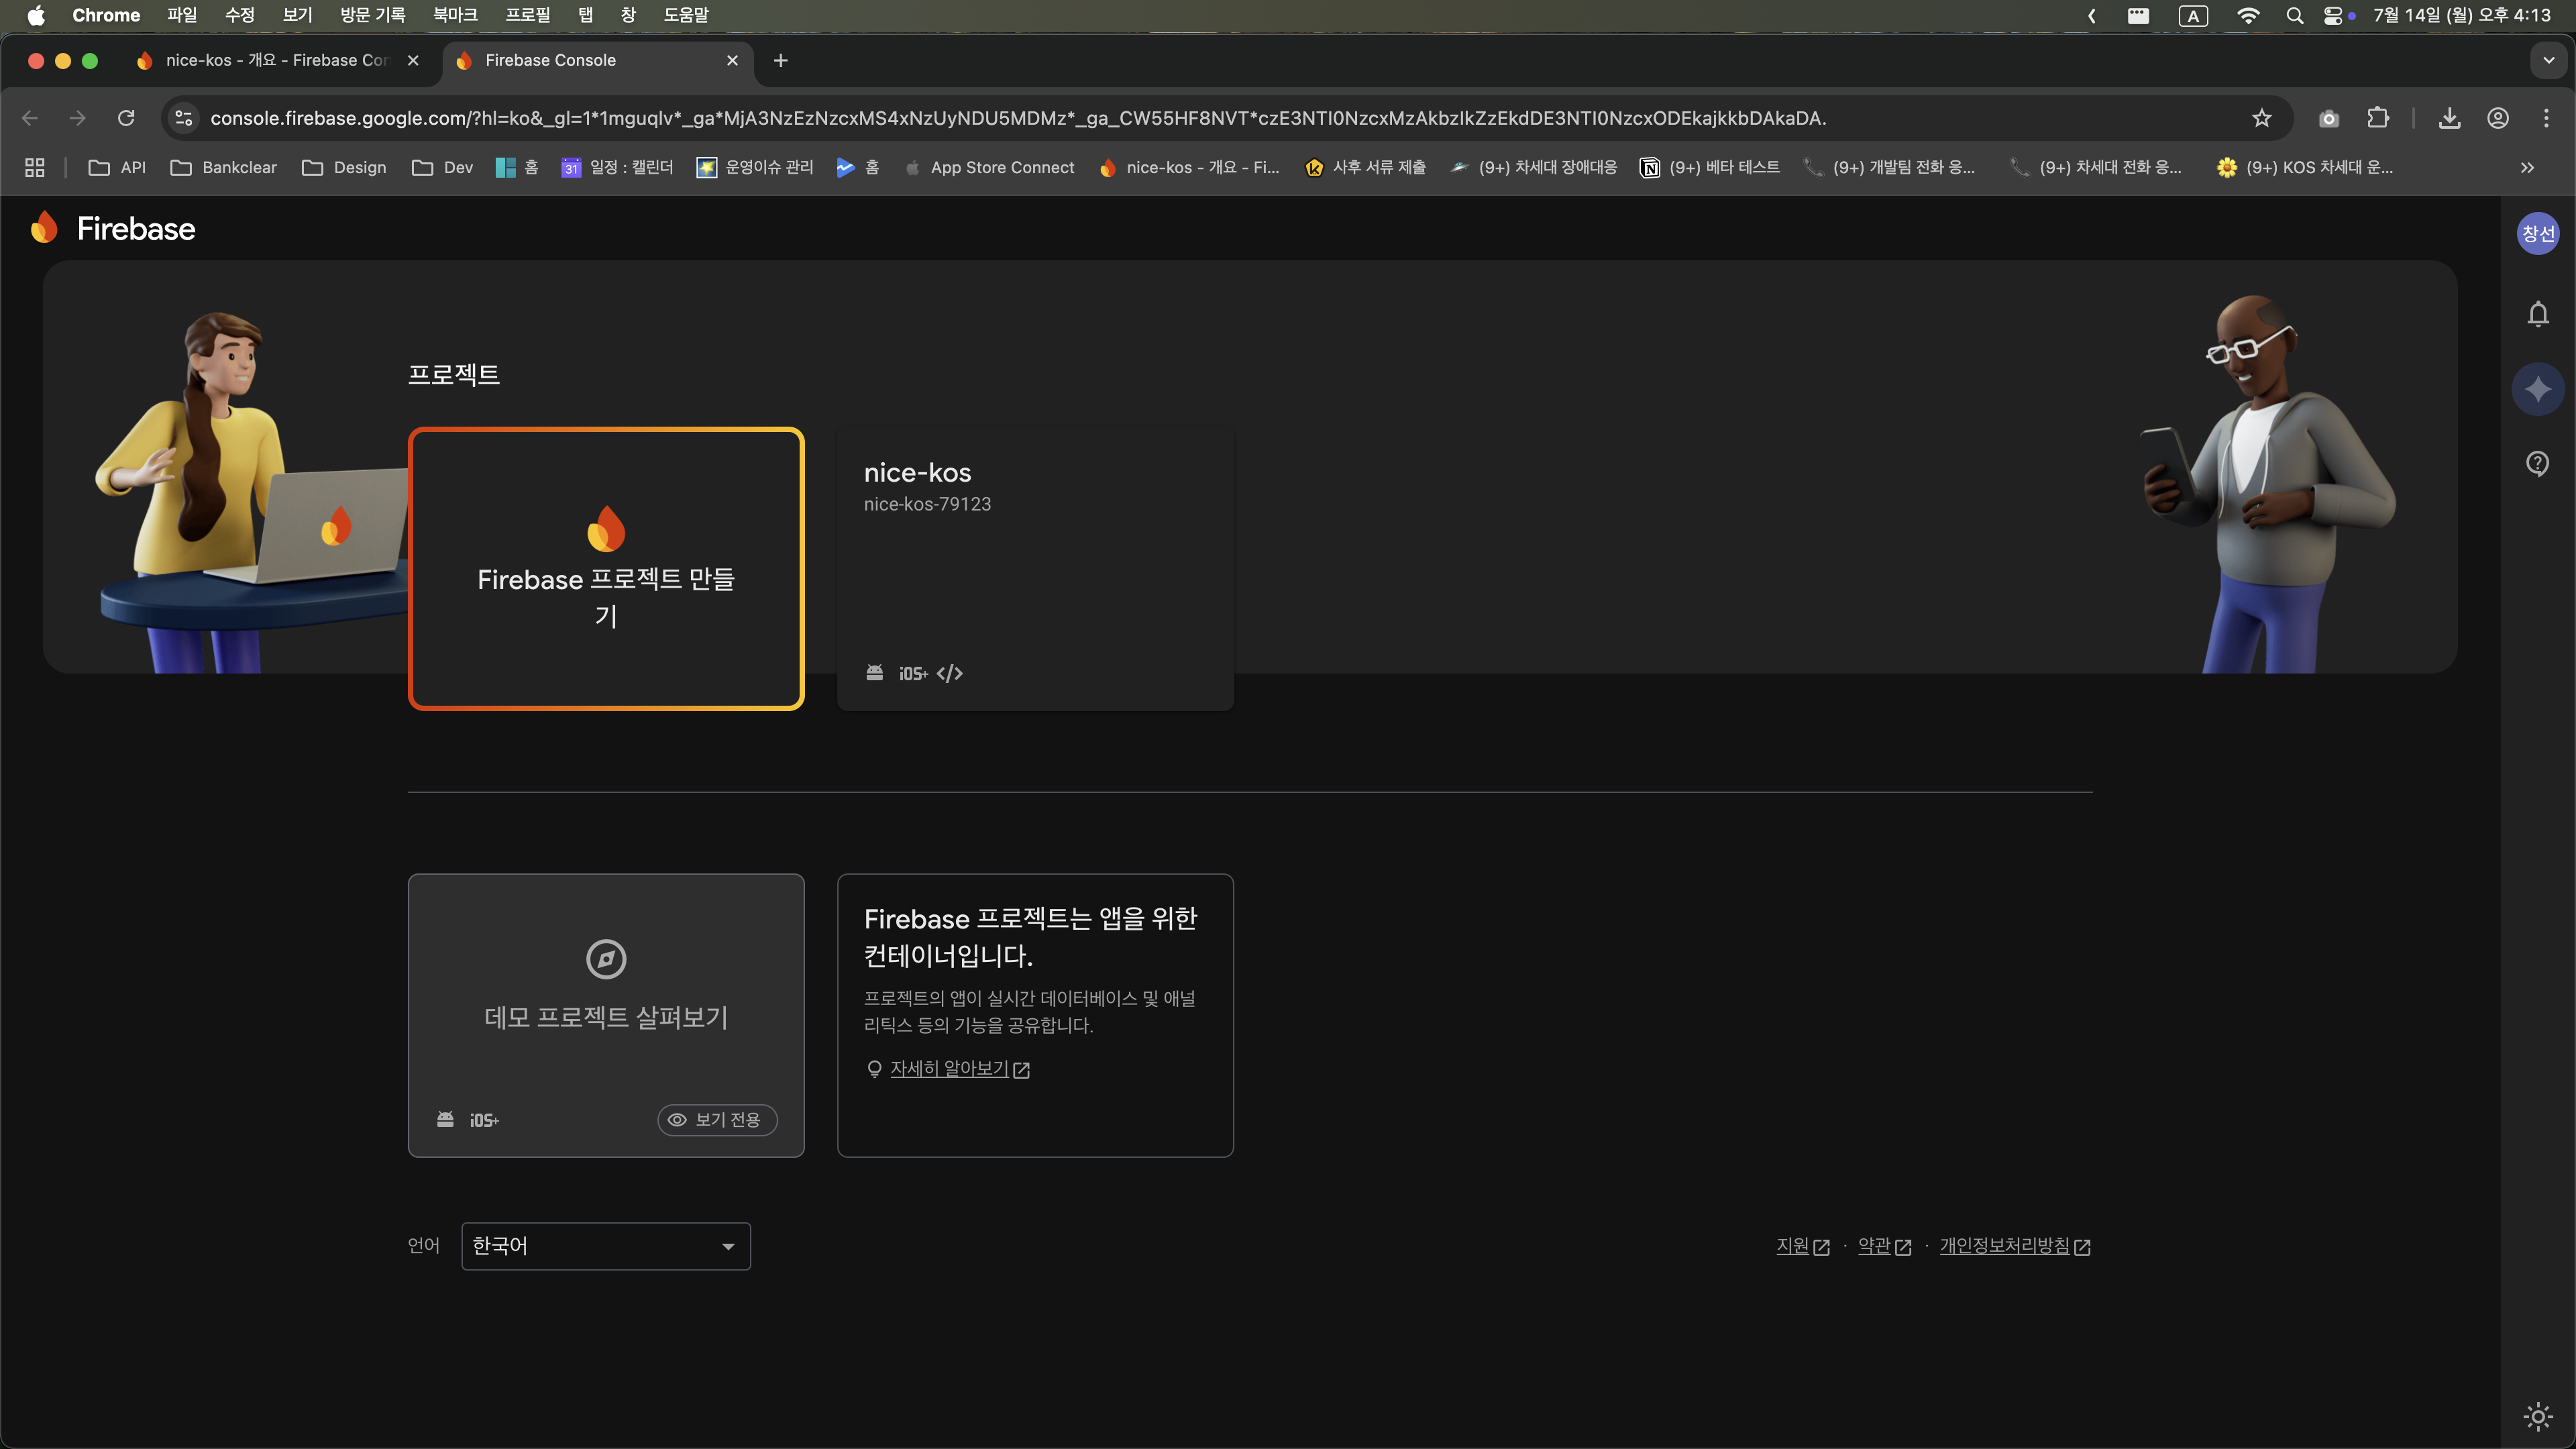 Chrome 파일 수정 보기 방문 기록 북마크 프로필 탭 창 도움말 A 7월 14일 (월) 오후 4:13
nice-kos - 개요 - Firebase Con
Firebase Console
console.firebase.google.com/?hl=ko&_gl=1*1mguqlv*_ga*MjA3NzEzNzcxMS4xNzUyNDU5MDMz*_ga_CW55HF8NVT*czE3NTI0NzcxMzAkbzIkZzEkdDE3NTI0NzcxODEkajkkbDAkaDA.
API Bankclear Design Dev 홈 31 일정 : 캘린더 운영이슈 관리 홈 App Store Connect nice-kos - 개요 - Fi... 사후 서류 제출 (9+) 차세대 장애대응 (9+) 베타 테스트 (9+) 개발팀 전화 응... (9+) 차세대 전화 응... (9+) KOS 차세대 운...
Firebase
창선
프로젝트
Firebase 프로젝트 만들
기
nice-kos
nice-kos-79123
iOS+
데모 프로젝트 살펴보기
iOS+
보기 전용
Firebase 프로젝트는 앱을 위한
컨테이너입니다.
프로젝트의 앱이 실시간 데이터베이스 및 애널
리틱스 등의 기능을 공유합니다.
자세히 알아보기
언어 한국어
지원 · 약관 · 개인정보처리방침